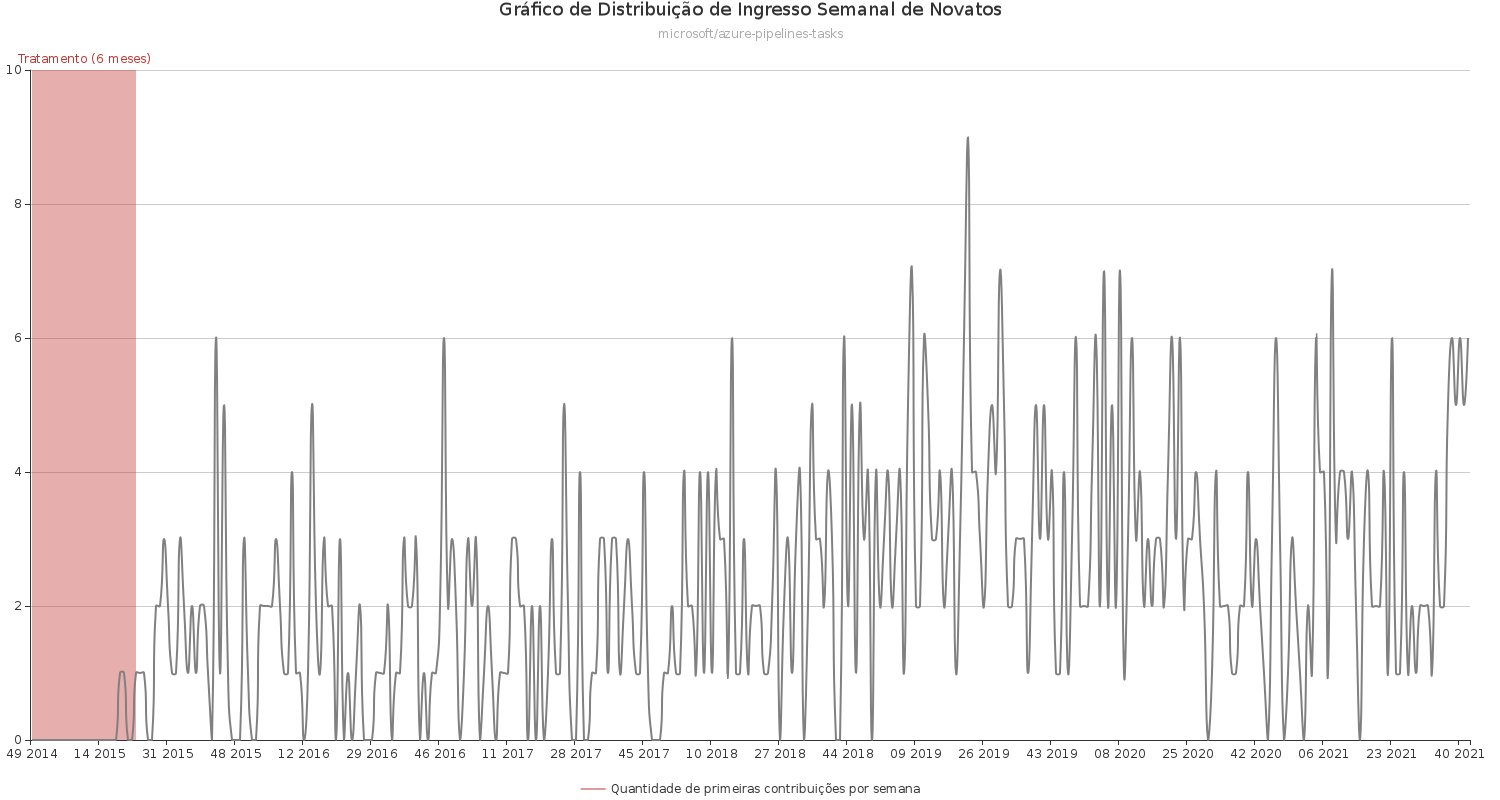 Gráfico de Distribuição de Ingresso Semanal de Novatos
microsoft/azure-pipelines-tasks
Tratamento (6 meses)
10
8
6
4
2
0
49 2014 14 2015 31 2015 48 2015 12 2016 29 2016 46 2016 11 2017 28 2017 45 2017 10 2018 27 2018 44 2018 09 2019 26 2019 43 2019 08 2020 25 2020 42 2020 06 2021 23 2021 40 2021
Quantidade de primeiras contribuições por semana